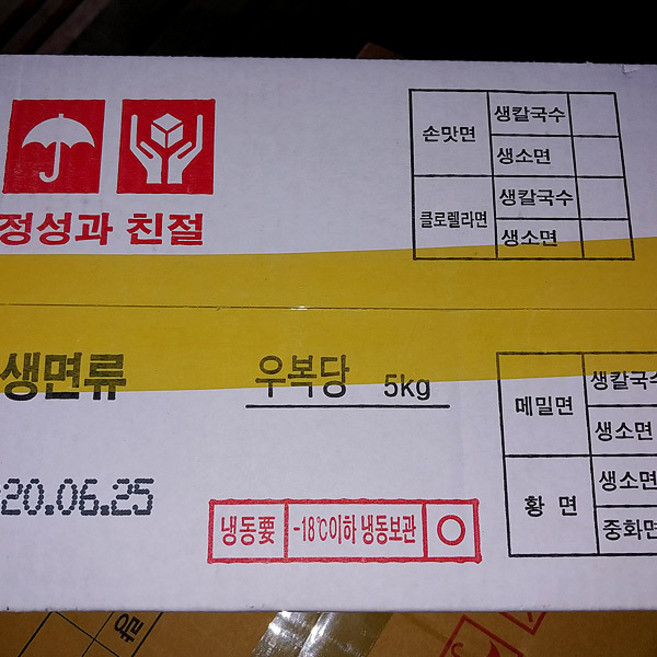 정성과 친절
손맛면
생칼국수
생소면
클로렐라면
생칼국수
생소면
생면류
우복당 5kg
메밀면
생칼국수
생소면
황 면
생소면
중화면
20.06.25
냉동要 -18℃이하 냉동보관 ○